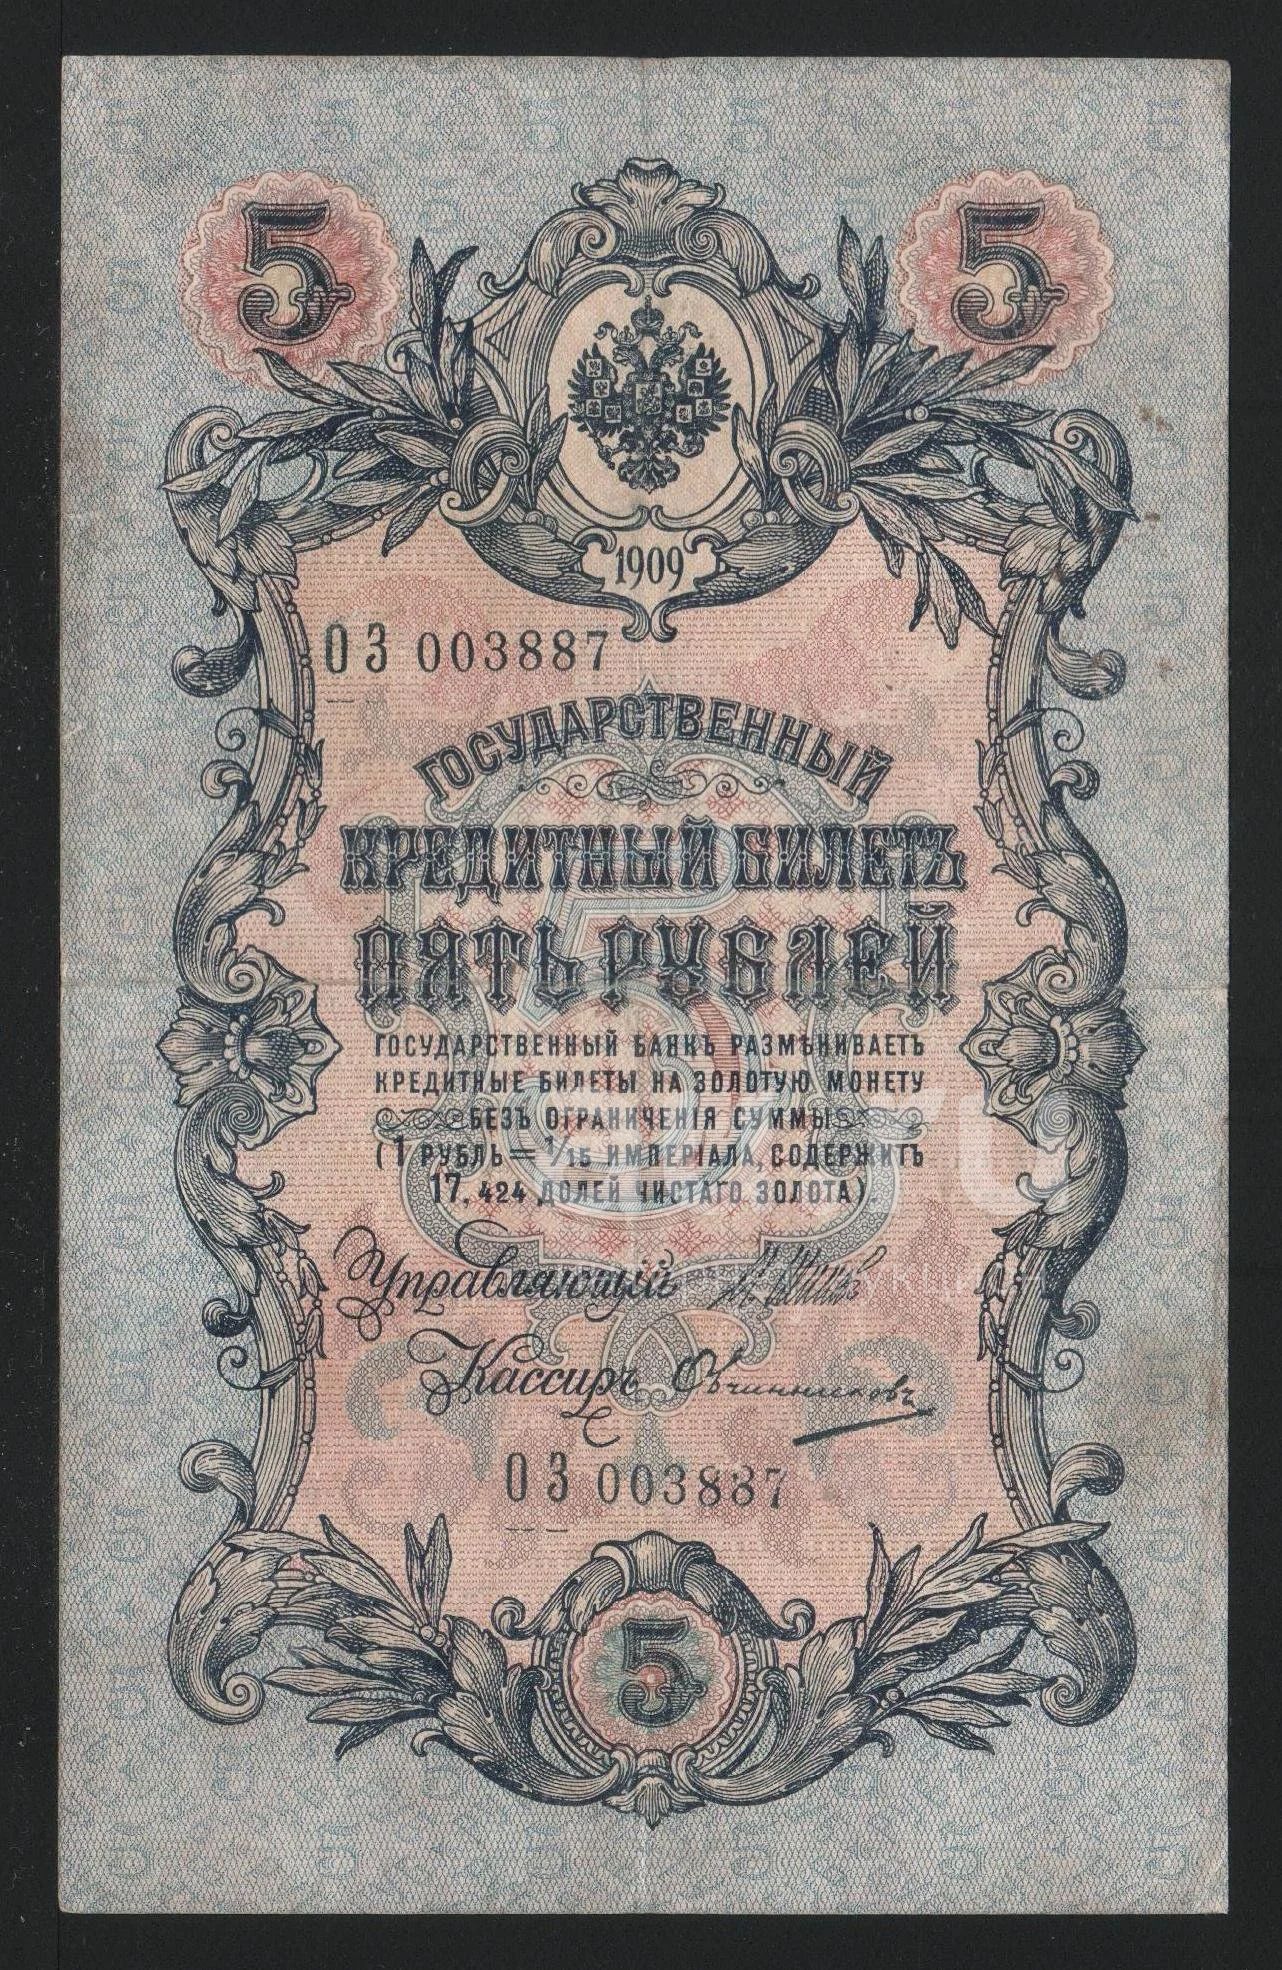 5 5
1909
ОЗ 003887
ГОСУДАРСТВЕННЫЙ
КРЕДИТНЫЙ БИЛЕТЪ
ПЯТЬ РУБЛЕЙ
ГОСУДАРСТВЕННЫЙ БАНКЪ РАЗМѢНИВАЕТЪ
КРЕДИТНЫЕ БИЛЕТЫ НА ЗОЛОТУЮ МОНЕТУ
БЕЗЪ ОГРАНИЧЕНІЯ СУММЫ
(1 РУБЛЬ = 1/15 ИМПЕРІАЛА, СОДЕРЖИТЪ
17,424 ДОЛЕЙ ЧИСТАГО ЗОЛОТА).
Управляющій
Кассиръ Овчинниковъ
ОЗ 003887
5